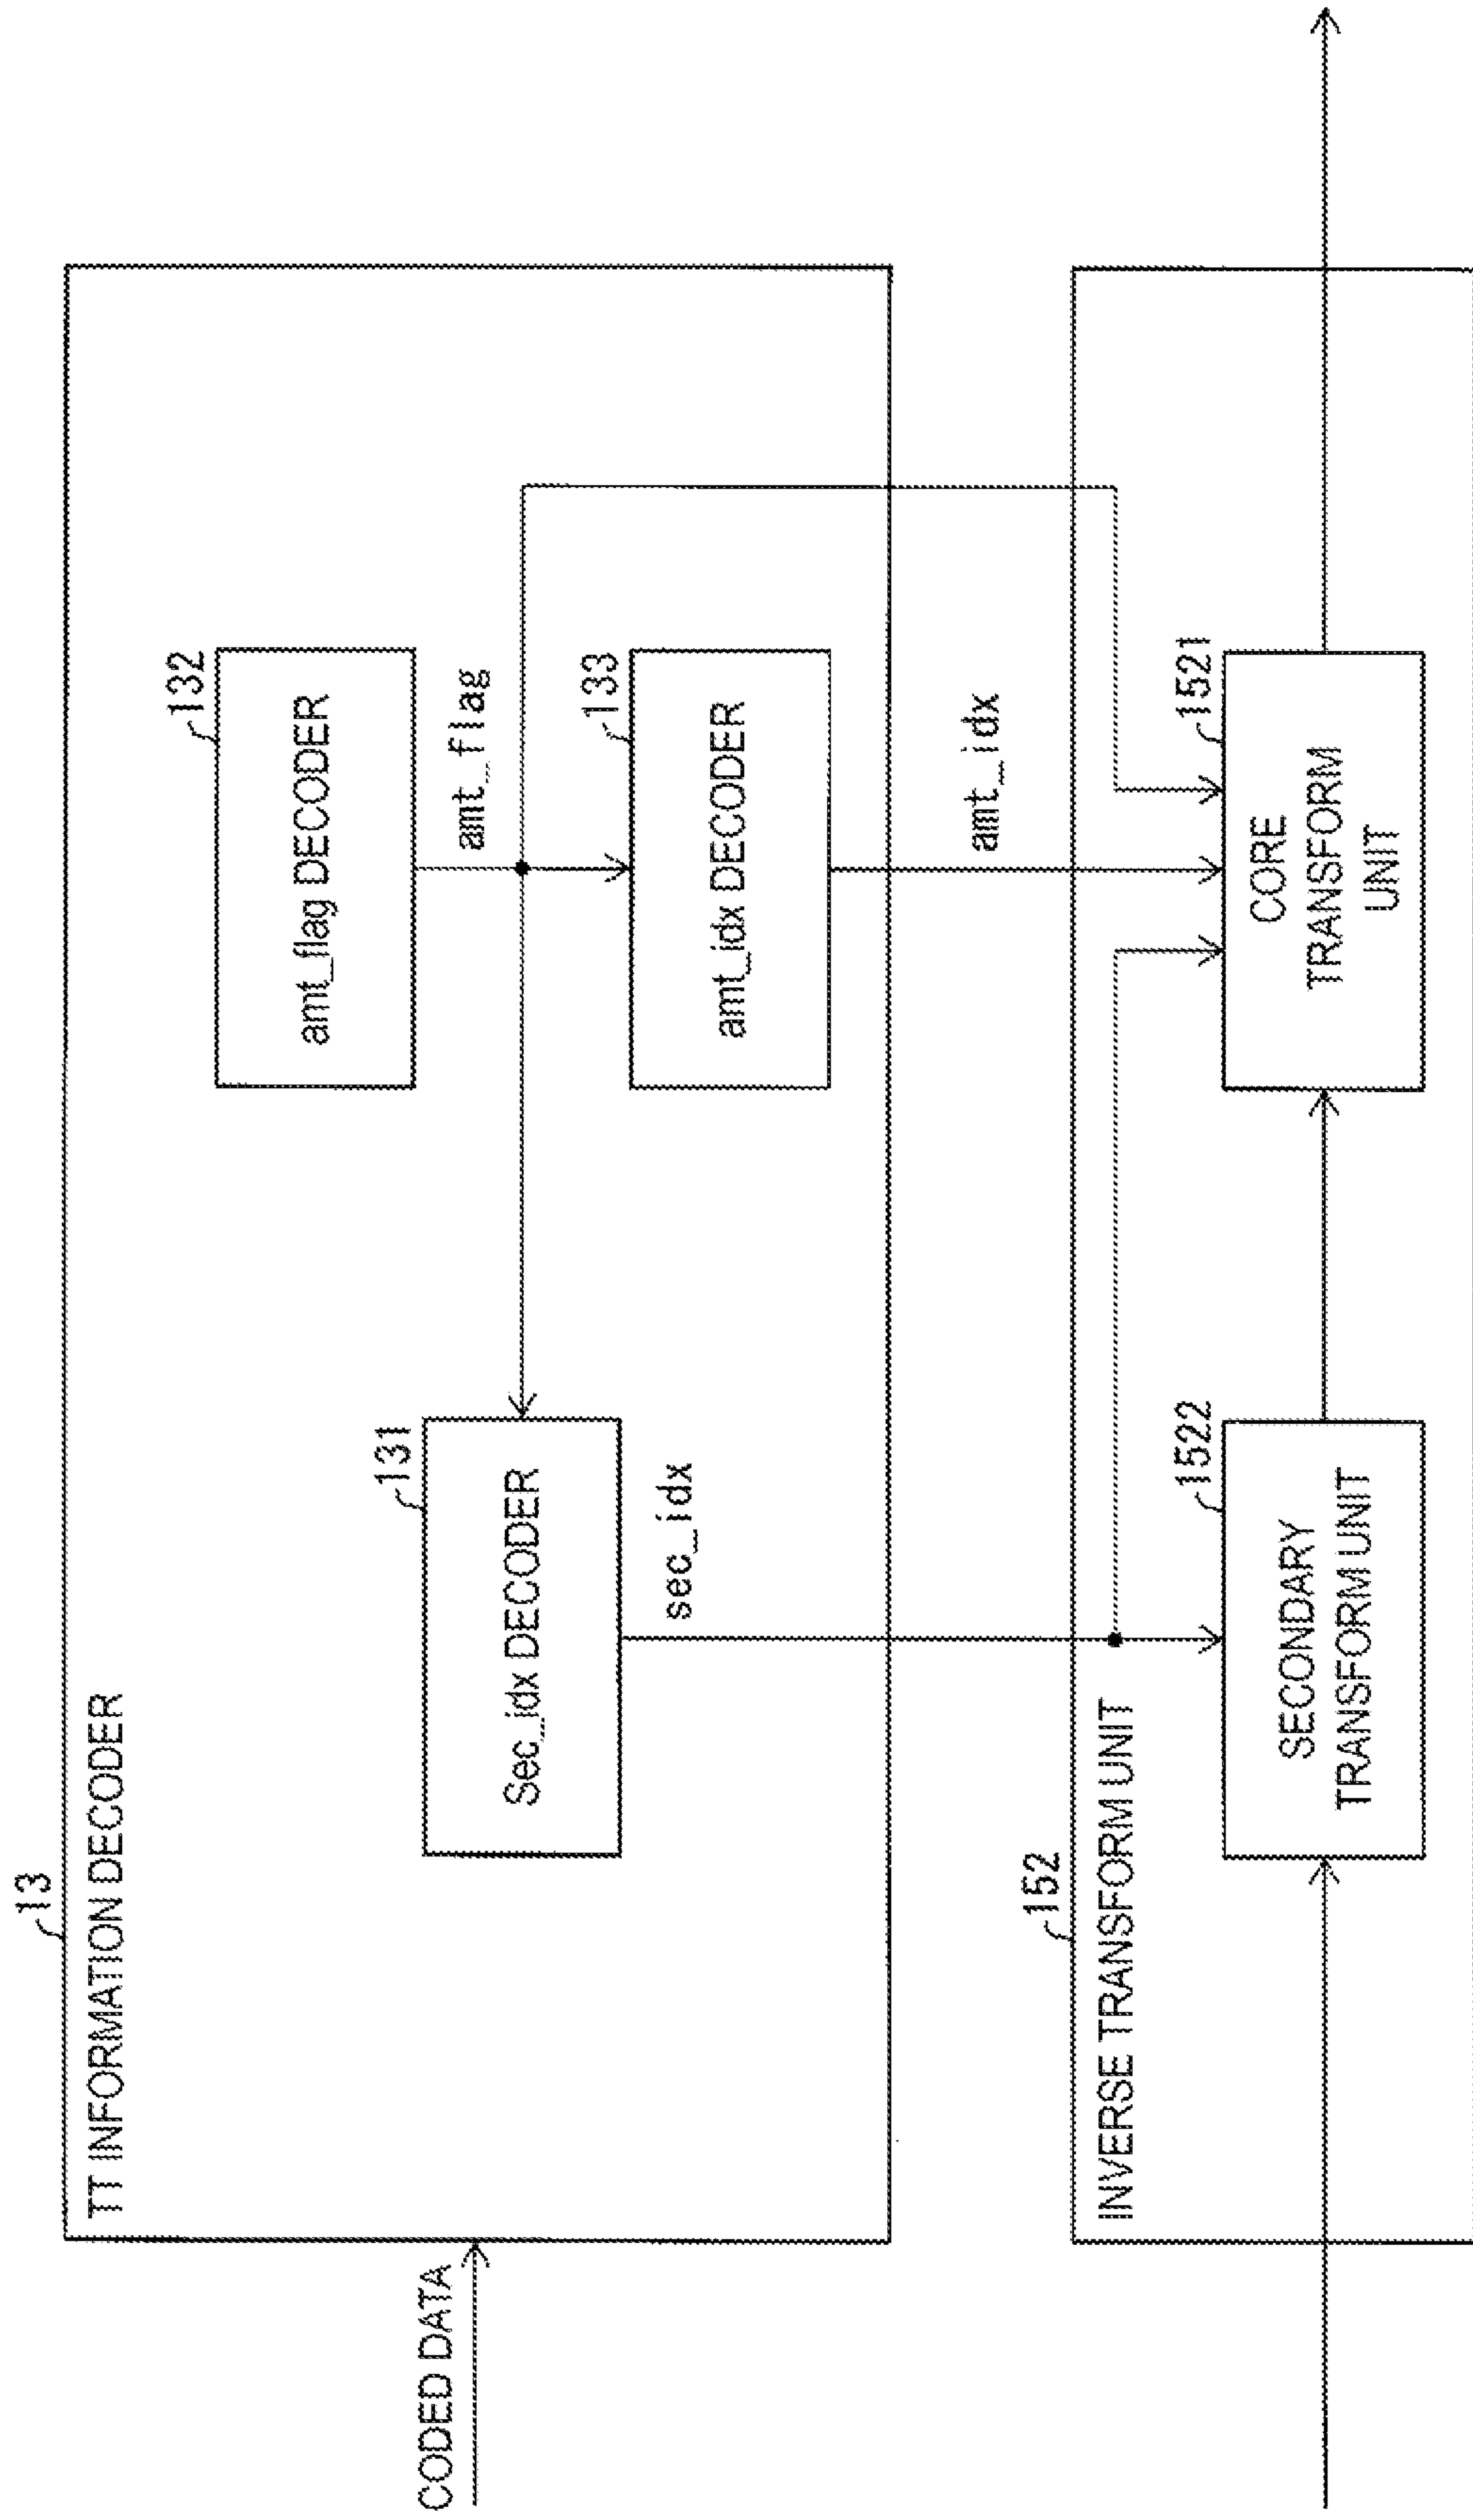 13
TT INFORMATION DECODER
CODED DATA
132
amt_flag DECODER
amt_flag
131
Sec_idx DECODER
sec_idx
133
amt_idx DECODER
amt_idx
152
INVERSE TRANSFORM UNIT
1522
SECONDARY
TRANSFORM UNIT
1521
CORE
TRANSFORM
UNIT